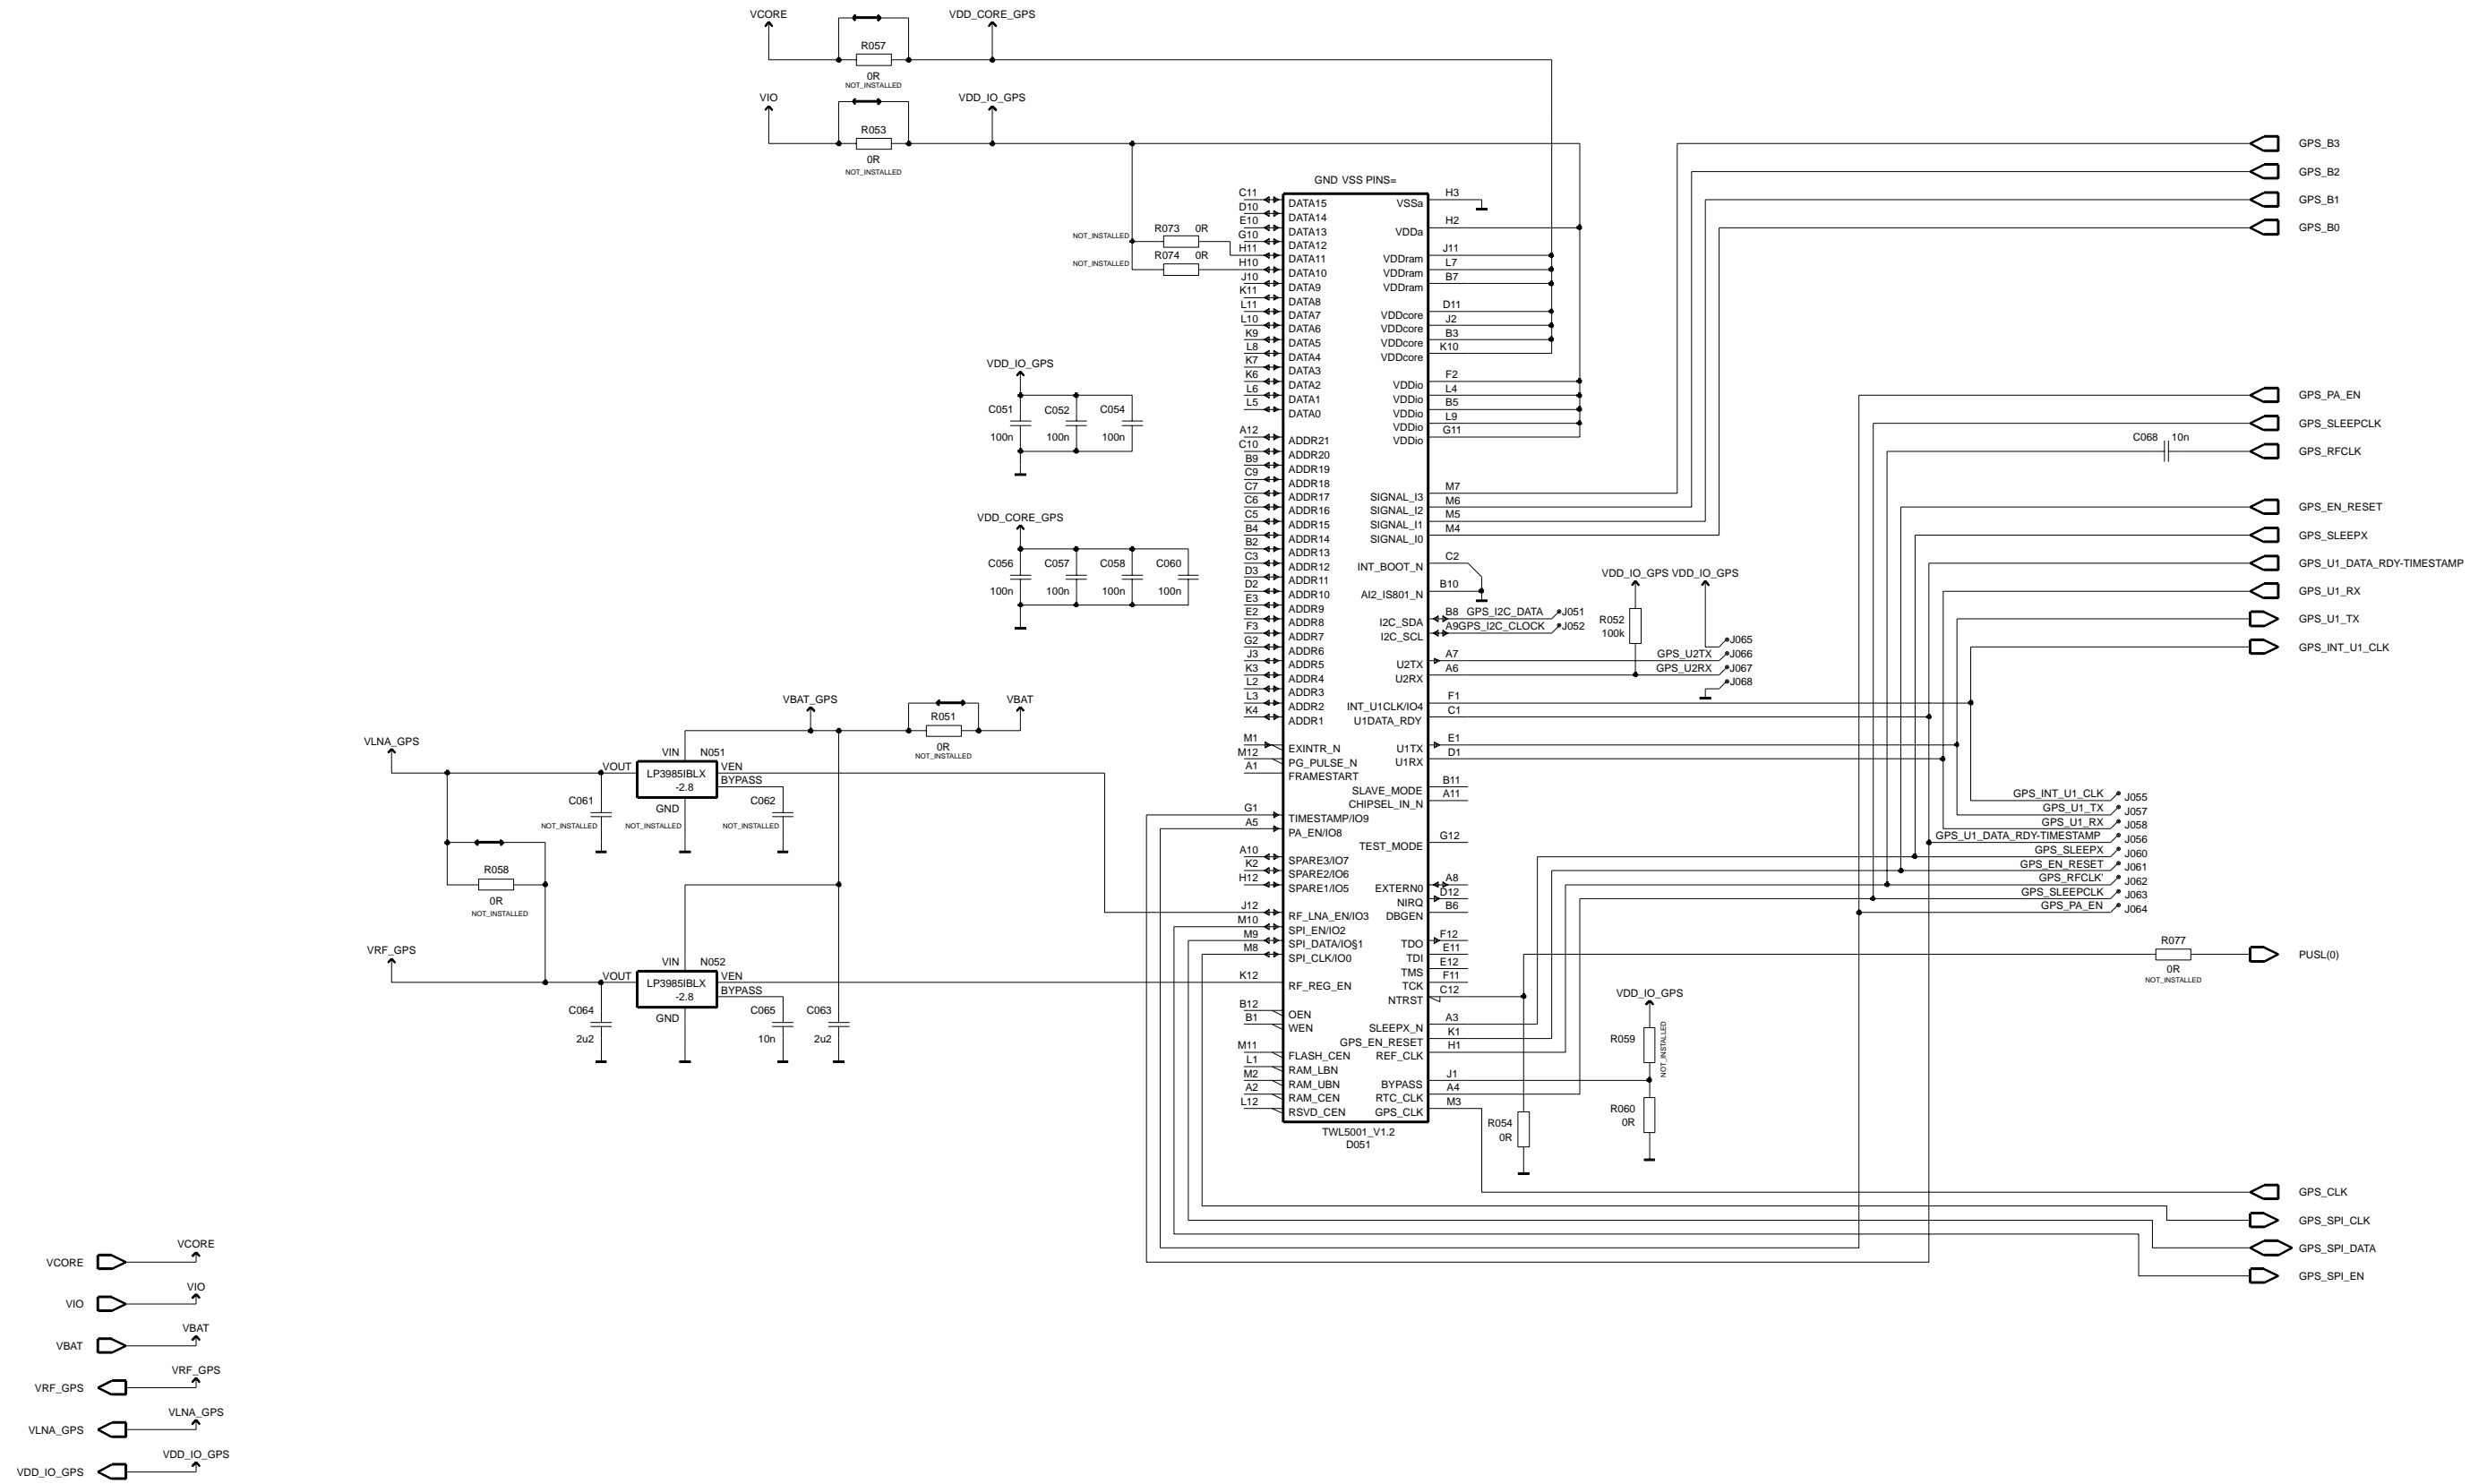 VCORE
VDD_CORE_GPS
R057
0R
NOT_INSTALLED
VIO
VDD_IO_GPS
R053
0R
NOT_INSTALLED
GND VSS PINS=
NOT_INSTALLED
R073 0R
NOT_INSTALLED
R074 0R
C11 DATA15
D10 DATA14
E10 DATA13
G10 DATA12
H11 DATA11
H10 DATA10
J10 DATA9
K11 DATA8
L11 DATA7
L10 DATA6
K9 DATA5
L8 DATA4
K7 DATA3
K6 DATA2
L6 DATA1
L5 DATA0
A12 ADDR21
C10 ADDR20
B9 ADDR19
C9 ADDR18
C7 ADDR17
C6 ADDR16
C5 ADDR15
B4 ADDR14
B2 ADDR13
C3 ADDR12
D3 ADDR11
D2 ADDR10
E3 ADDR9
E2 ADDR8
F3 ADDR7
G2 ADDR6
J3 ADDR5
K3 ADDR4
L2 ADDR3
L3 ADDR2
K4 ADDR1
M1 EXINTR_N
M12 PG_PULSE_N
A1 FRAMESTART
G1 TIMESTAMP/IO9
A5 PA_EN/IO8
A10 SPARE3/IO7
K2 SPARE2/IO6
H12 SPARE1/IO5
J12 RF_LNA_EN/IO3
M10 SPI_EN/IO2
M9 SPI_DATA/IO§1
M8 SPI_CLK/IO0
K12 RF_REG_EN
B12 OEN
B1 WEN
M11 FLASH_CEN
L1 RAM_LBN
M2 RAM_UBN
A2 RAM_CEN
L12 RSVD_CEN
VSSa H3
VDDa H2
VDDram J11
VDDram L7
VDDram B7
VDDcore D11
VDDcore J2
VDDcore B3
VDDcore K10
VDDio F2
VDDio L4
VDDio B5
VDDio L9
VDDio G11
SIGNAL_I3 M7
SIGNAL_I2 M6
SIGNAL_I1 M5
SIGNAL_I0 M4
INT_BOOT_N C2
AI2_IS801_N B10
I2C_SDA B8 GPS_I2C_DATA J051
I2C_SCL A9 GPS_I2C_CLOCK J052
U2TX A7 GPS_U2TX J066
U2RX A6 GPS_U2RX J067
INT_U1CLK/IO4 F1
U1DATA_RDY C1
U1TX E1
U1RX D1
SLAVE_MODE B11
CHIPSEL_IN_N A11
TEST_MODE G12
EXTERN0 A8
NIRQ D12
DBGEN B6
TDO F12
TDI E11
TMS E12
TCK F11
NTRST C12
SLEEPX_N A3
GPS_EN_RESET K1
REF_CLK H1
BYPASS J1
RTC_CLK A4
GPS_CLK M3
TWL5001_V1.2
D051
VDD_IO_GPS VDD_IO_GPS
R052
100k
J065
J068
VDD_IO_GPS
C051 C052 C054
100n 100n 100n
VDD_CORE_GPS
C056 C057 C058 C060
100n 100n 100n 100n
VBAT_GPS
VBAT
R051
0R
NOT_INSTALLED
VLNA_GPS
VIN N051
VOUT LP3985IBLX VEN
-2.8 BYPASS
GND
C061
NOT_INSTALLED
NOT_INSTALLED
C062
NOT_INSTALLED
R058
0R
NOT_INSTALLED
VRF_GPS
VIN N052
VOUT LP3985IBLX VEN
-2.8 BYPASS
GND
C064
2u2
C065
10n
C063
2u2
GPS_B3
GPS_B2
GPS_B1
GPS_B0
GPS_PA_EN
GPS_SLEEPCLK
C068 10n
GPS_RFCLK
GPS_EN_RESET
GPS_SLEEPX
GPS_U1_DATA_RDY-TIMESTAMP
GPS_U1_RX
GPS_U1_TX
GPS_INT_U1_CLK
GPS_INT_U1_CLK J055
GPS_U1_TX J057
GPS_U1_RX J058
GPS_U1_DATA_RDY-TIMESTAMP J056
GPS_SLEEPX J060
GPS_EN_RESET J061
GPS_RFCLK' J062
GPS_SLEEPCLK J063
GPS_PA_EN J064
R077
0R
NOT_INSTALLED
PUSL(0)
VDD_IO_GPS
R059
NOT_INSTALLED
R060
0R
R054
0R
GPS_CLK
GPS_SPI_CLK
GPS_SPI_DATA
GPS_SPI_EN
VCORE VCORE
VIO VIO
VBAT VBAT
VRF_GPS VRF_GPS
VLNA_GPS VLNA_GPS
VDD_IO_GPS VDD_IO_GPS